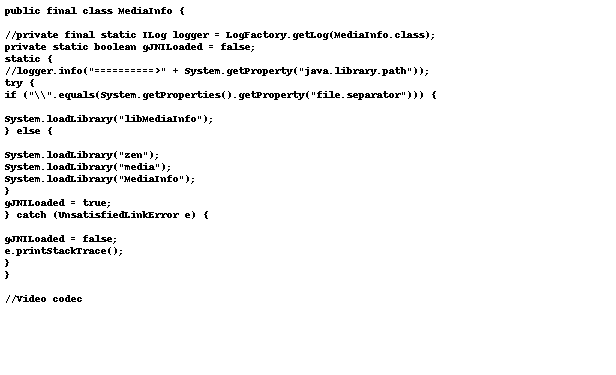 public final class MediaInfo {
//private final static ILog logger = LogFactory.getLog(MediaInfo.class);
private static boolean gJNILoaded = false;
static {
//logger.info("==========>" + System.getProperty("java.library.path"));
try {
if ("\\".equals(System.getProperties().getProperty("file.separator"))) {
System.loadLibrary("libMediaInfo");
} else {
System.loadLibrary("zen");
System.loadLibrary("media");
System.loadLibrary("MediaInfo");
}
gJNILoaded = true;
} catch (UnsatisfiedLinkError e) {
gJNILoaded = false;
e.printStackTrace();
}
}
//Video codec